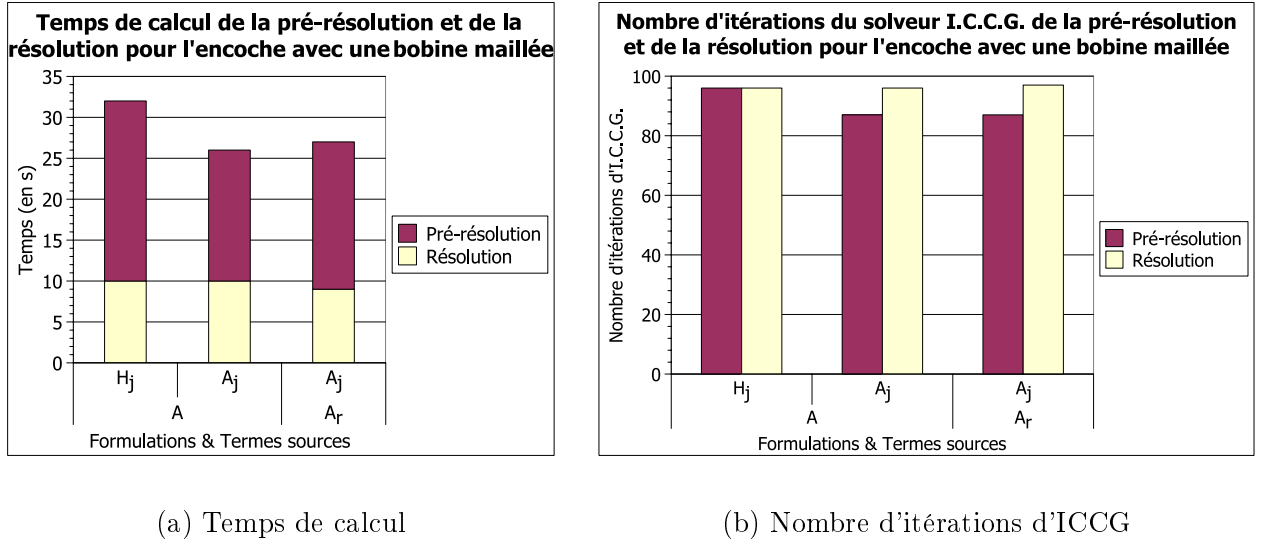 Temps de calcul de la pré-résolution et de la
résolution pour l'encoche avec une bobine maillée
35
30
25
20
15
10
5
0
Temps (en s)
Hj
Aj
Aj
A
Ar
Formulations & Termes sources
Pré-résolution
Résolution
(a) Temps de calcul
Nombre d'itérations du solveur I.C.C.G. de la pré-résolution
et de la résolution pour l'encoche avec une bobine maillée
100
80
60
40
20
0
Nombre d'itérations d'I.C.C.G.
Hj
Aj
Aj
A
Ar
Formulations & Termes sources
Pré-résolution
Résolution
(b) Nombre d'itérations d'ICCG